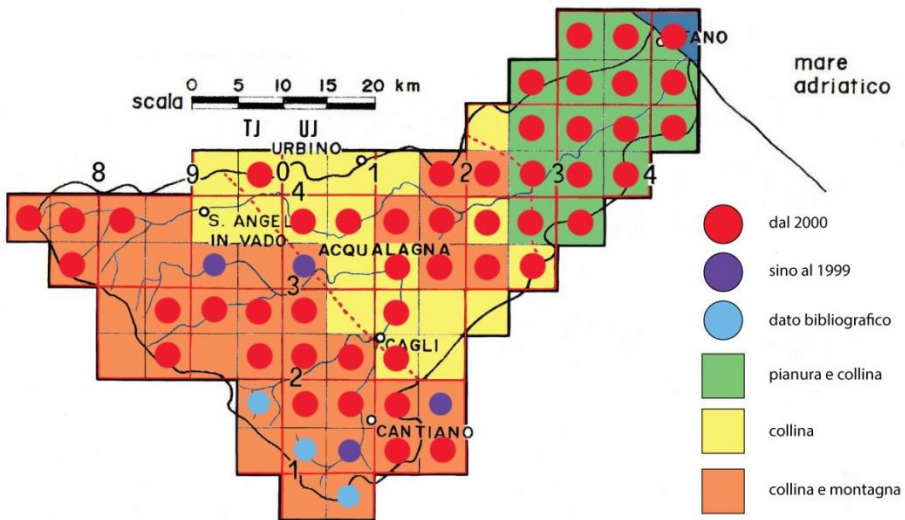 FANO
mare
adriatico
0 5 10 15 20 km
scala
TJ UJ
URBINO
8 9 0 1 2 3 4
4
S. ANGEL
IN VADO
ACQUALAGNA
3
CAGLI
2
CANTIANO
1
dal 2000
sino al 1999
dato bibliografico
pianura e collina
collina
collina e montagna